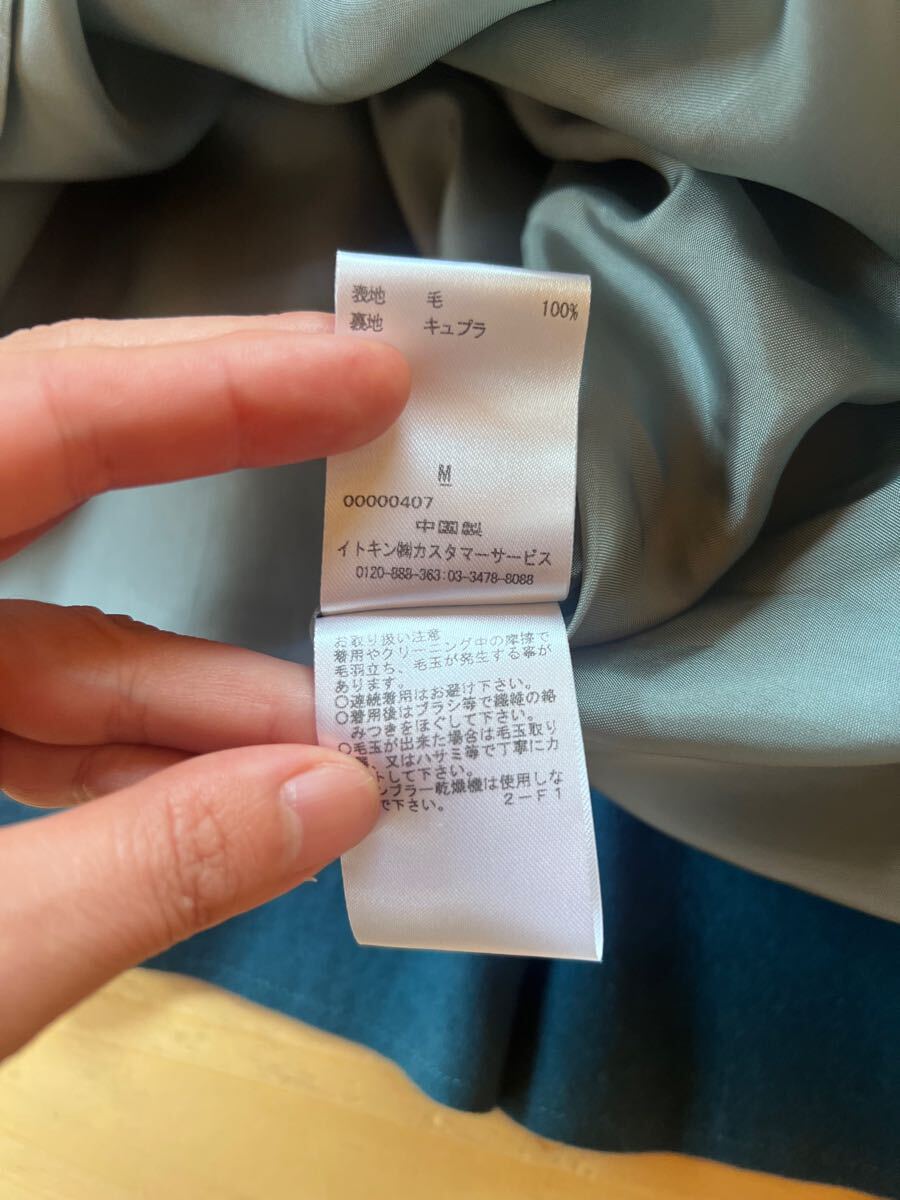 表地 毛 100%
裏地 キュプラ
M
00000407
中国製
イトキン㈱カスタマーサービス
0120-888-363:03-3478-8088
お取り扱い注意
着用やクリーニング中の摩擦で
毛羽立ち、毛玉が発生する事が
あります。
○連続着用はお避け下さい。
○着用後はブラシ等で繊維の絡
みつきをほぐして下さい。
○毛玉が出来た場合は毛玉取り
、又はハサミ等で丁寧にカ
トして下さい。
ンブラー乾燥機は使用しな
で下さい。 2-F1